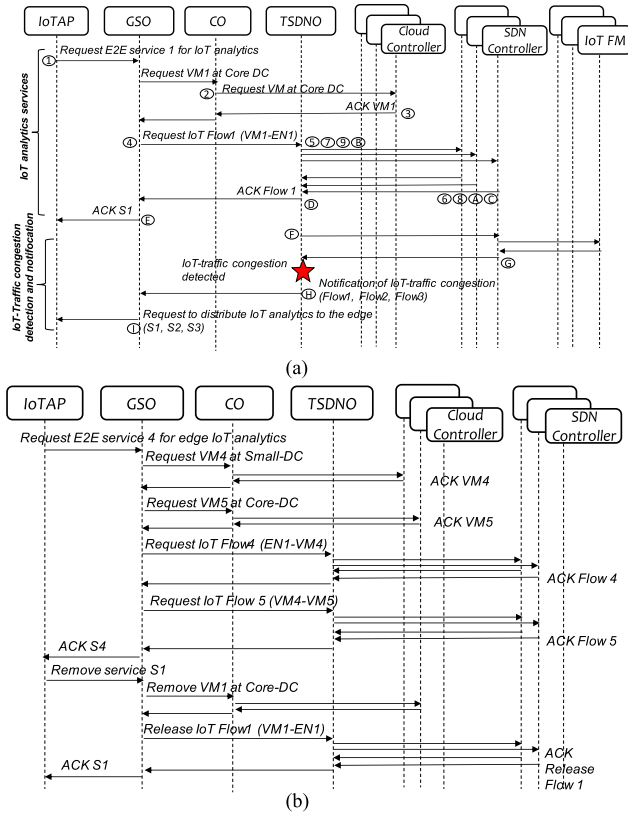 IoTAP
GSO
CO
TSDNO
Cloud
Controller
SDN
Controller
IoT FM
IoT analytics services
IoT-Traffic congestion
detection and notifocation
① Request E2E service 1 for IoT analytics
Request VM1 at Core DC
② Request VM at Core DC
ACK VM1
③
④ Request IoT Flow1 (VM1-EN1)
⑤ ⑦ ⑨ Ⓑ
ACK Flow 1
⑥ ⑧ Ⓐ Ⓒ
Ⓓ
ACK S1
Ⓔ
Ⓕ
IoT-traffic congestion
detected
Ⓖ
Ⓗ Notification of IoT-traffic congestion
(Flow1, Flow2, Flow3)
Ⓘ Request to distribute IoT analytics to the edge
(S1, S2, S3)
(a)
IoTAP
GSO
CO
TSDNO
Cloud
Controller
SDN
Controller
Request E2E service 4 for edge IoT analytics
Request VM4 at Small-DC
ACK VM4
Request VM5 at Core-DC
ACK VM5
Request IoT Flow4 (EN1-VM4)
ACK Flow 4
Request IoT Flow 5 (VM4-VM5)
ACK Flow 5
ACK S4
Remove service S1
Remove VM1 at Core-DC
Release IoT Flow1 (VM1-EN1)
ACK
Release
Flow 1
ACK S1
(b)